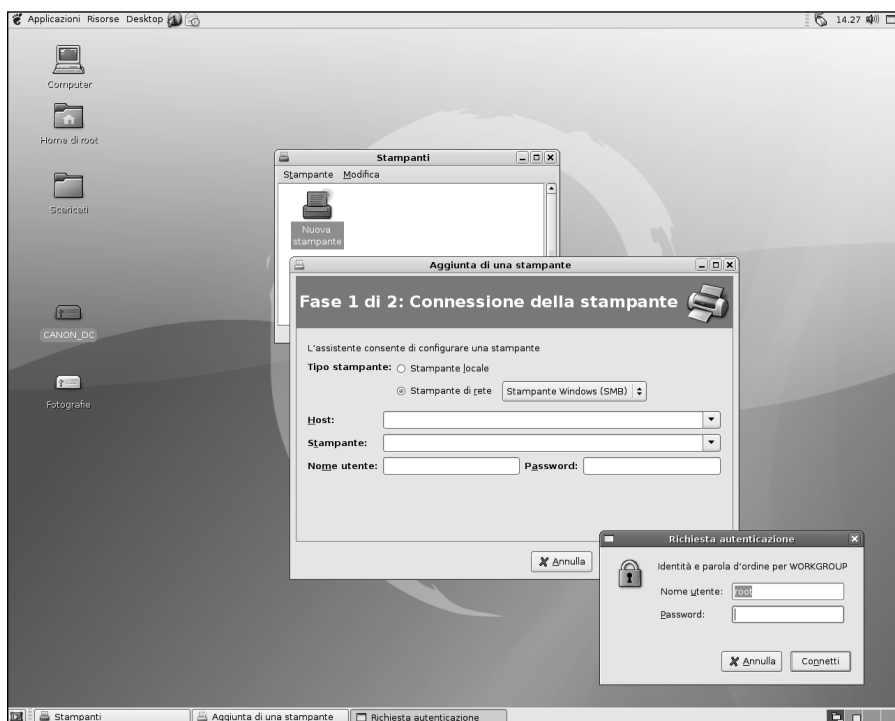 Applicazioni Risorse Desktop
14.27
Computer
Home di root
Scaricati
CANON_DC
Fotografie
Stampanti
Stampante Modifica
Nuova
stampante
Aggiunta di una stampante
Fase 1 di 2: Connessione della stampante
L'assistente consente di configurare una stampante
Tipo stampante: Stampante locale
Stampante di rete Stampante Windows (SMB)
Host:
Stampante:
Nome utente: Password:
Annulla
Richiesta autenticazione
Identità e parola d'ordine per WORKGROUP
Nome utente: root
Password:
Annulla Connetti
Stampanti Aggiunta di una stampante Richiesta autenticazione